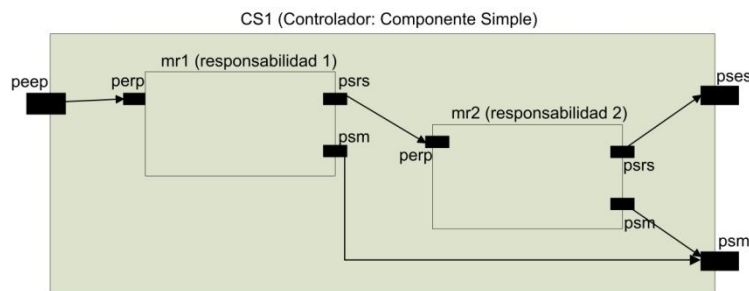 CS1 (Controlador: Componente Simple)
mr1 (responsabilidad 1)
peep
perp
psrs
pses
mr2 (responsabilidad 2)
psm
perp
psrs
psm
psm